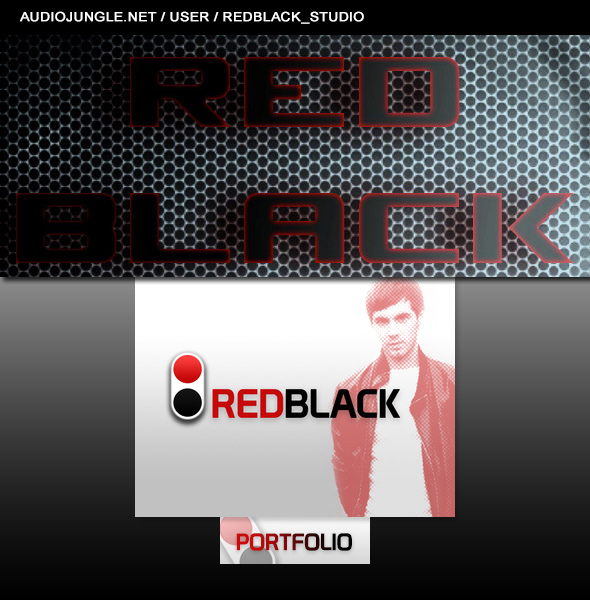 AUDIOJUNGLE.NET / USER / REDBLACK_STUDIO
RED
BLACK
REDBLACK
PORTFOLIO